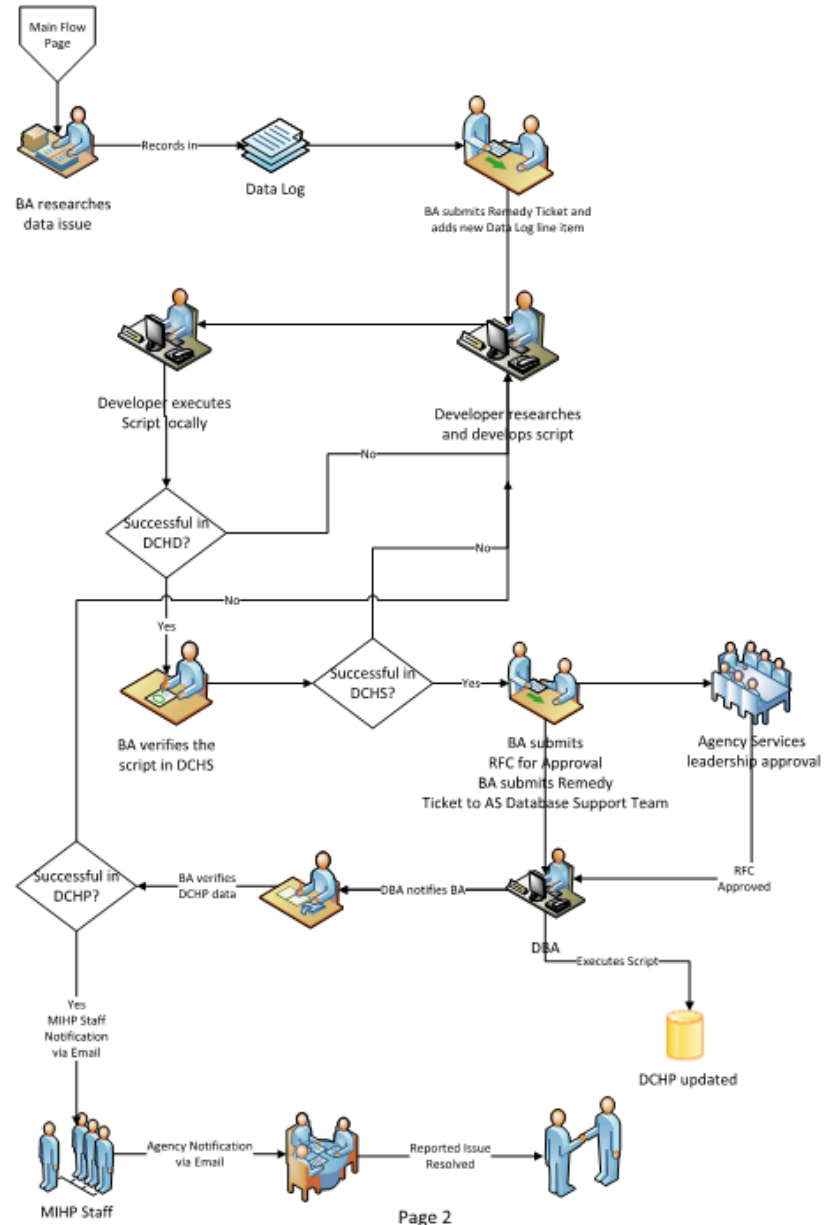 Main Flow
Page
Records in
BA researches
data issue
Data Log
BA submits Remedy Ticket and
adds new Data Log line item
Developer executes
Script locally
Developer researches
and develops script
No
Successful in
DCHD?
No
No
Yes
Successful in
DCHS?
Yes
BA verifies the
script in DCHS
BA submits
RFC for Approval
BA submits Remedy
Ticket to AS Database Support Team
Agency Services
leadership approval
Successful in
DCHP?
BA verifies
DCHP data
DBA notifies BA
RFC
Approved
DBA
Executes Script
Yes
MIHP Staff
Notification
via Email
DCHP updated
Agency Notification
via Email
Reported Issue
Resolved
MIHP Staff
Page 2